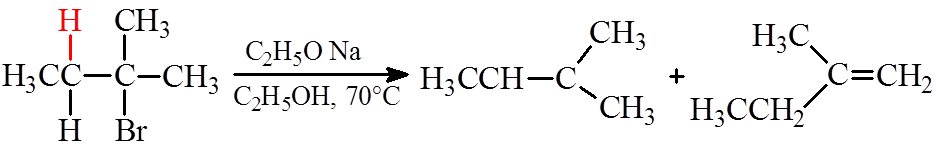 H CH3
H3C C CH3
H Br
C2H5O Na
C2H5OH, 70°C
H3CCH C CH3
CH3
+
H3C
C=CH2
H3CCH2